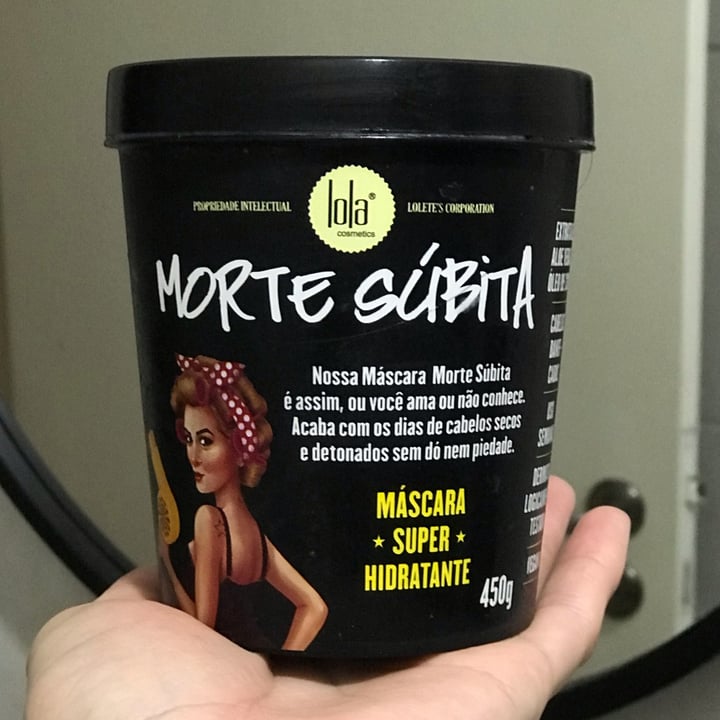 PROPRIEDADE INTELECTUAL
lola®
cosmetics
LOLETE'S CORPORATION
MORTE SÚBITA
Nossa Máscara Morte Súbita
é assim, ou você ama ou não conhece.
Acaba com os dias de cabelos secos
e detonados sem dó nem piedade.
MÁSCARA
★ SUPER ★
HIDRATANTE
450g